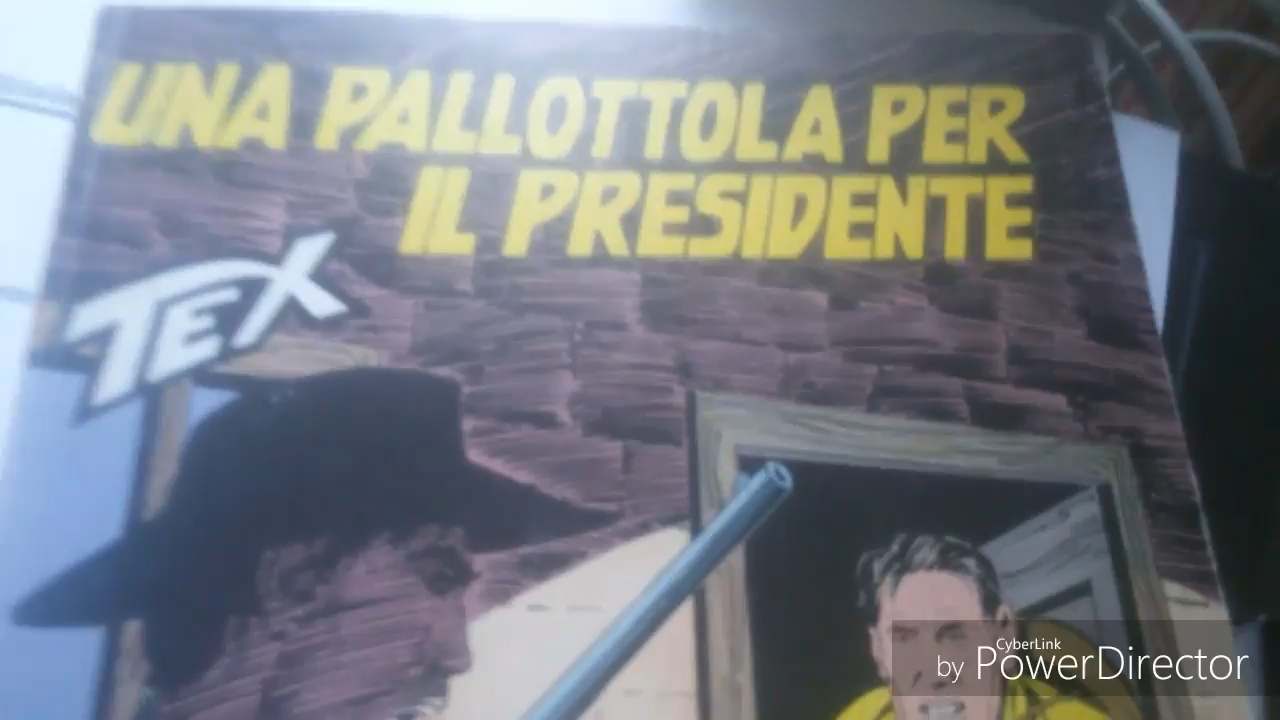 UNA PALLOTTOLA PER
IL PRESIDENTE
TEX
CyberLink
by PowerDirector